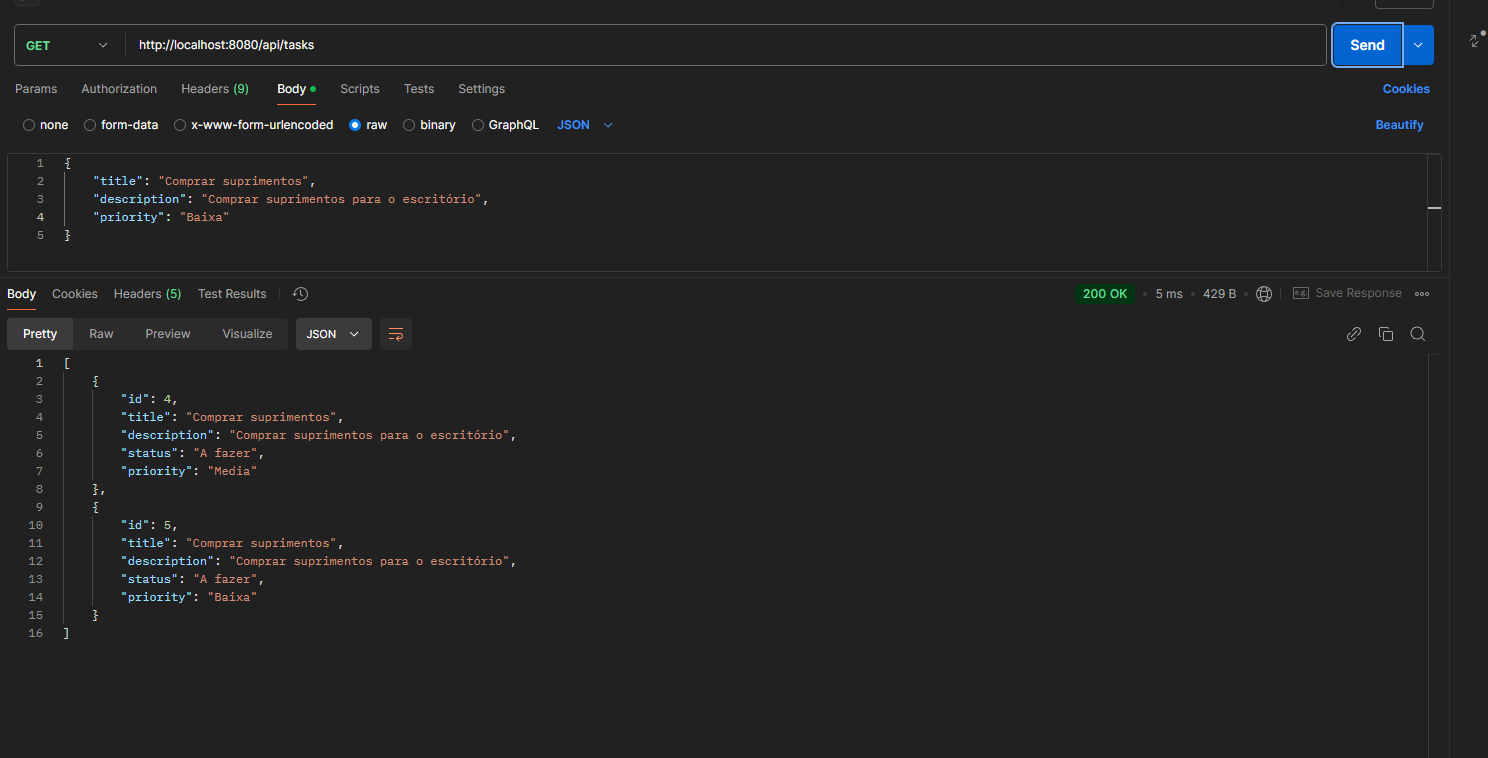 GET http://localhost:8080/api/tasks Send
Params Authorization Headers (9) Body Scripts Tests Settings Cookies
none form-data x-www-form-urlencoded raw binary GraphQL JSON Beautify
1 {
2 "title": "Comprar suprimentos",
3 "description": "Comprar suprimentos para o escritório",
4 "priority": "Baixa"
5 }
Body Cookies Headers (5) Test Results 200 OK 5 ms 429 B e.g. Save Response
Pretty Raw Preview Visualize JSON
1 [
2 {
3 "id": 4,
4 "title": "Comprar suprimentos",
5 "description": "Comprar suprimentos para o escritório",
6 "status": "A fazer",
7 "priority": "Media"
8 },
9 {
10 "id": 5,
11 "title": "Comprar suprimentos",
12 "description": "Comprar suprimentos para o escritório",
13 "status": "A fazer",
14 "priority": "Baixa"
15 }
16 ]